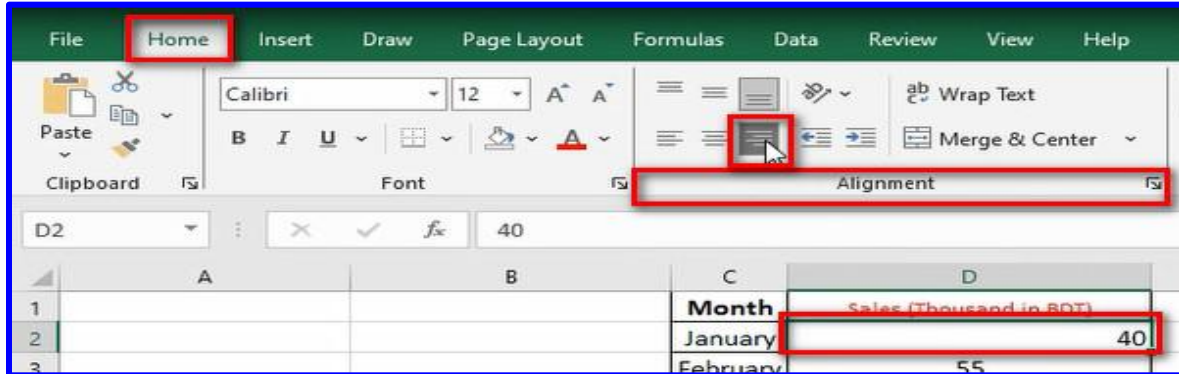 File Home Insert Draw Page Layout Formulas Data Review View Help
Calibri 12 A A ab Wrap Text
Paste B I U A Merge & Center
Clipboard Font Alignment
D2 fx 40
A B C D
1 Month Sales (Thousand in BDT)
2 January 40
3 February 55